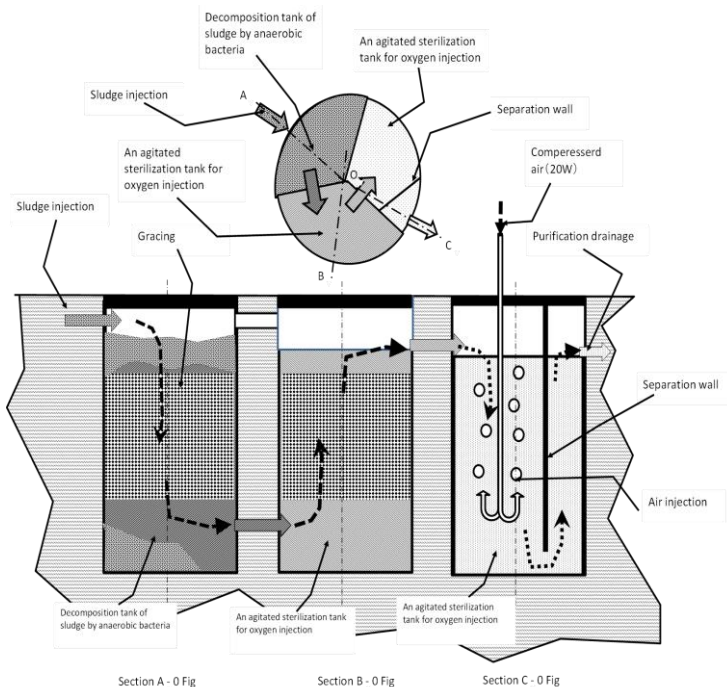 Decomposition tank of
sludge by anaerobic
bacteria
An agitated sterilization
tank for oxygen injection
Sludge injection
A
Separation wall
An agitated
sterilization tank for
oxygen injection
O
Comperesserd
air(20W)
Sludge injection
Gracing
C
Purification drainage
B
Separation wall
Air injection
Decomposition tank of
sludge by anaerobic bacteria
An agitated sterilization tank
for oxygen injection
An agitated sterilization
tank for oxygen injection
Section A - 0 Fig
Section B - 0 Fig
Section C - 0 Fig